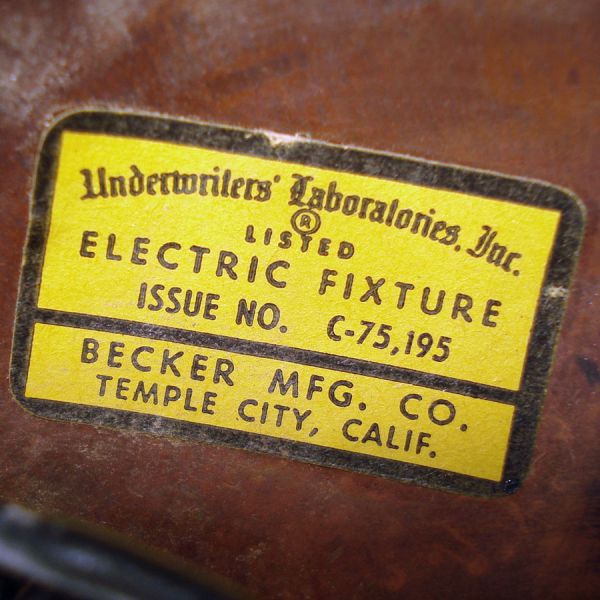 Underwriters' Laboratories, Inc.
®
LISTED
ELECTRIC FIXTURE
ISSUE NO. C-75,195
BECKER MFG. CO.
TEMPLE CITY, CALIF.